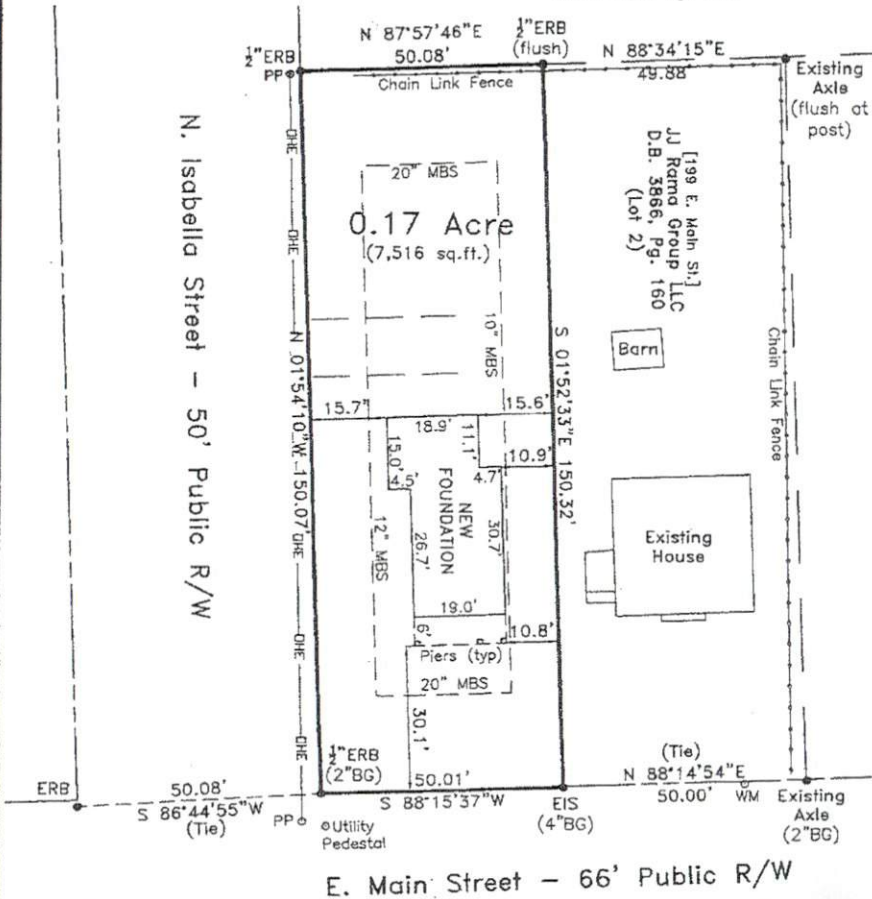 N 87°57'46"E
50.08'
½"ERB
½"ERB
(flush)
N 88°34'15"E
49.88
PP
Chain Link Fence
Existing
Axle
(flush at
post)
OHE
N. Isabella Street - 50' Public R/W
20" MBS
0.17 Acre
(7,516 sq.ft.)
[199 E. Main St.]
JJ Rama Group LLC
D.B. 3866, Pg. 160
(Lot 2)
OHE
10" MBS
Barn
Chain Link Fence
N 01°54'10"W 150.07'
S 01°52'33"E 150.32'
15.7'
18.9'
11.1'
15.6'
15.0'
4.5'
4.7'
10.9'
NEW
FOUNDATION
12" MBS
26.7'
30.7'
Existing
House
OHE
19.0'
6'
10.8'
OHE
Piers (typ)
20" MBS
30.1'
OHE
½"ERB
(2"BG)
(Tie)
ERB
50.08'
50.01'
N 88°14'54"E
S 86°44'55"W
(Tie)
PP
S 88°15'37"W
EIS
(4"BG)
50.00'
WM
Existing
Axle
(2"BG)
Utility
Pedestal
E. Main Street - 66' Public R/W